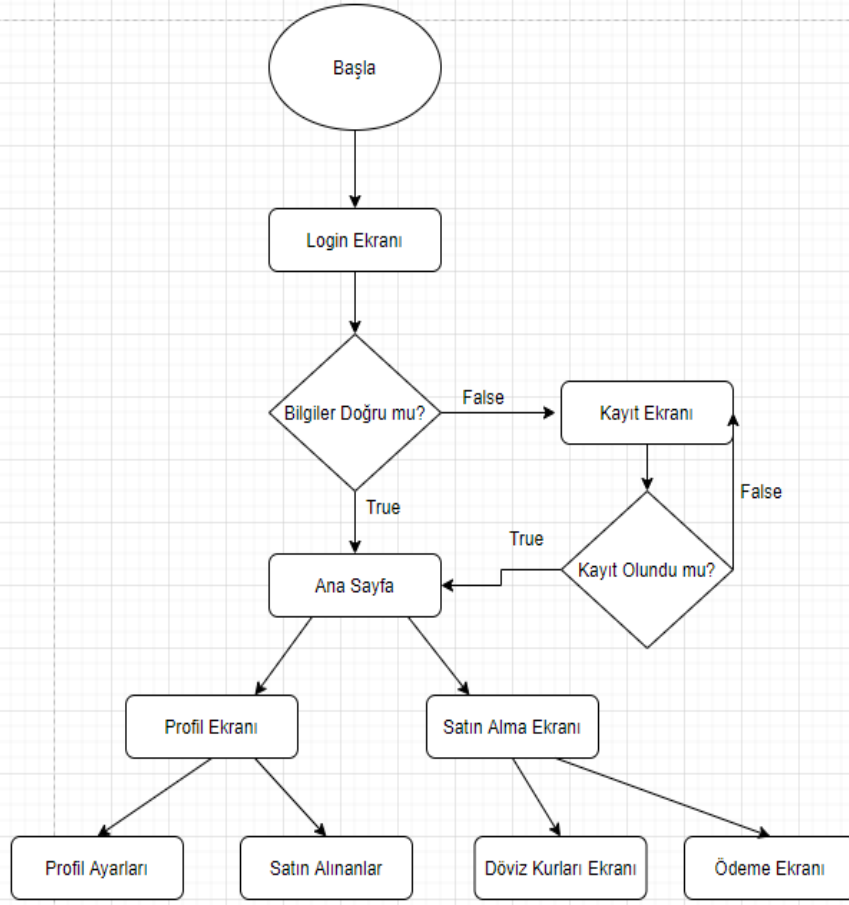 Başla
Login Ekranı
Bilgiler Doğru mu?
False
Kayıt Ekranı
True
False
True
Kayıt Olundu mu?
Ana Sayfa
Profil Ekranı
Satın Alma Ekranı
Profil Ayarları
Satın Alınanlar
Döviz Kurları Ekranı
Ödeme Ekranı